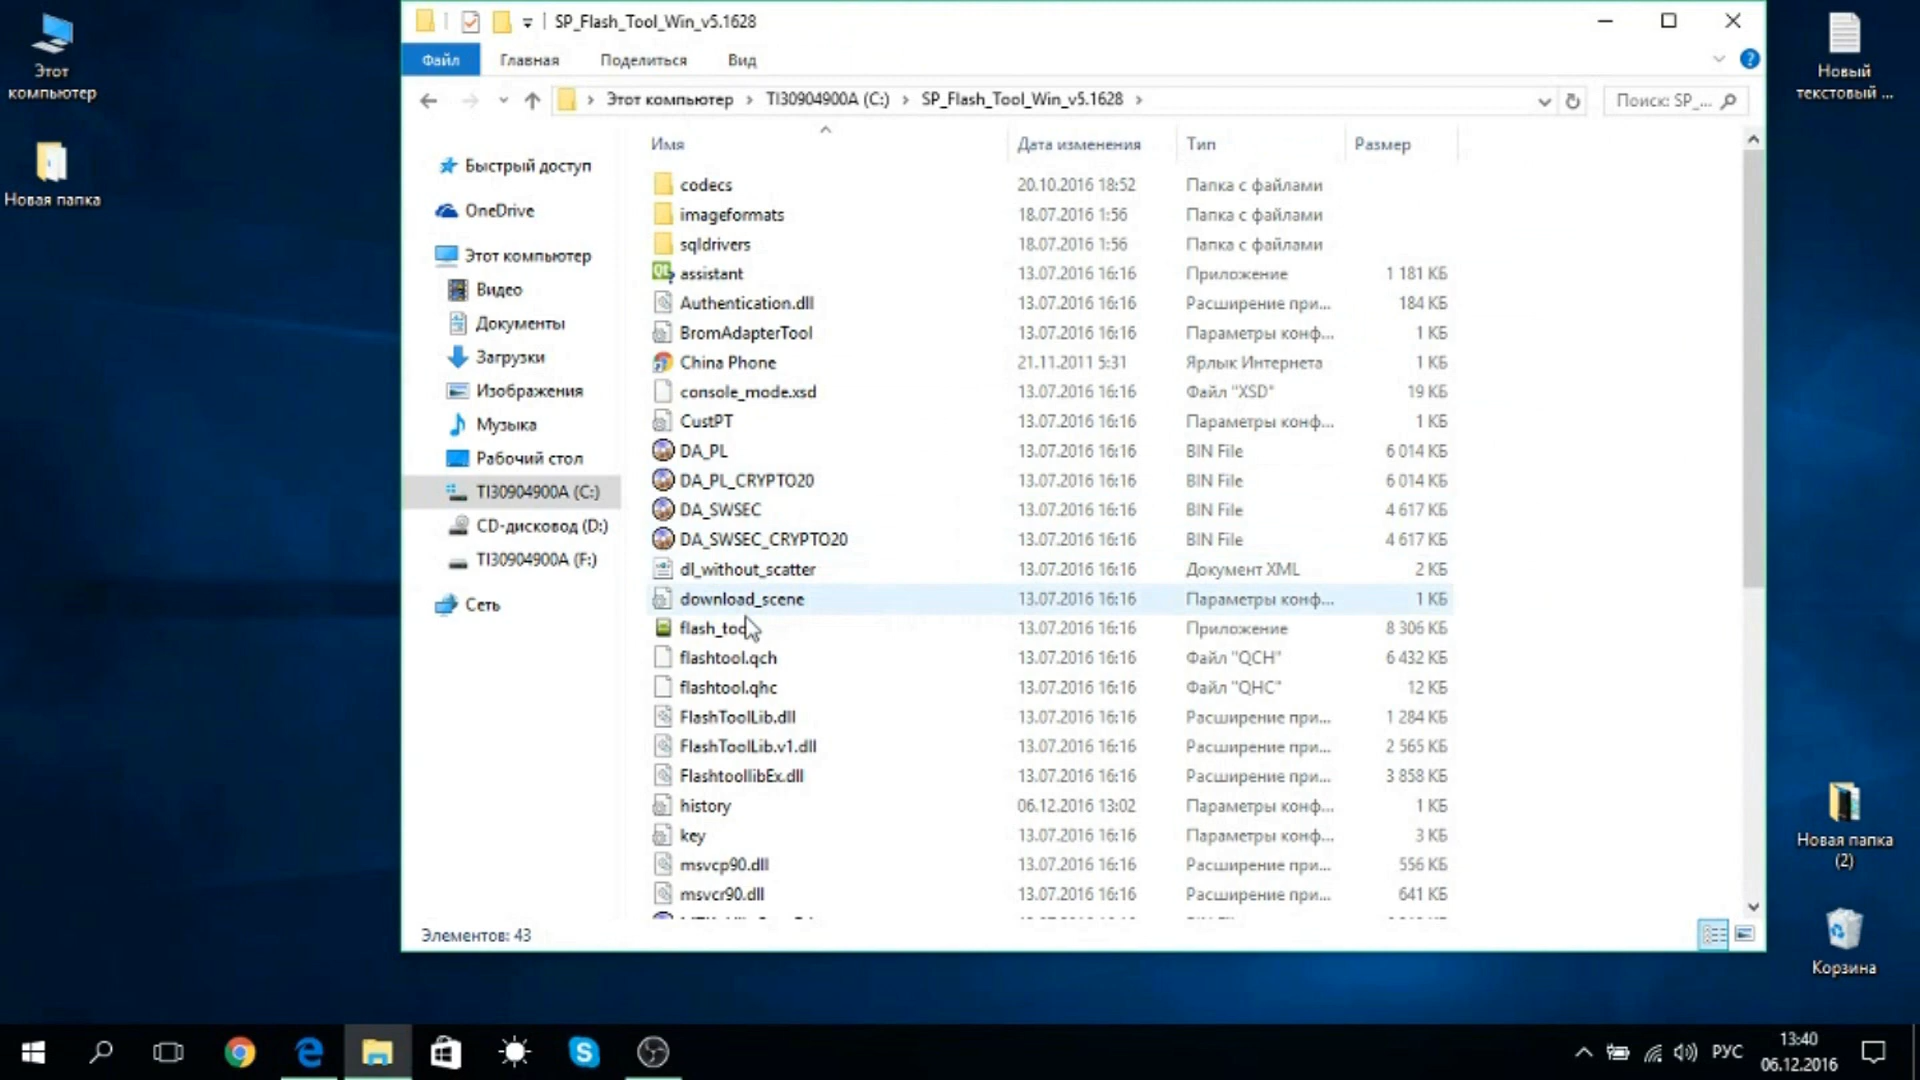 SP_Flash_Tool_Win_v5.1628
Файл Главная Поделиться Вид
Этот компьютер TI30904900A (C:) SP_Flash_Tool_Win_v5.1628
Поиск: SP_...
Этот
компьютер
Новая папка
Новый
текстовый ...
Новая папка
(2)
Корзина
Быстрый доступ
OneDrive
Этот компьютер
Видео
Документы
Загрузки
Изображения
Музыка
Рабочий стол
TI30904900A (C:)
CD-дисковод (D:)
TI30904900A (F:)
Сеть
Имя Дата изменения Тип Размер
codecs 20.10.2016 18:52 Папка с файлами
imageformats 18.07.2016 1:56 Папка с файлами
sqldrivers 18.07.2016 1:56 Папка с файлами
assistant 13.07.2016 16:16 Приложение 1 181 КБ
Authentication.dll 13.07.2016 16:16 Расширение при... 184 КБ
BromAdapterTool 13.07.2016 16:16 Параметры конф... 1 КБ
China Phone 21.11.2011 5:31 Ярлык Интернета 1 КБ
console_mode.xsd 13.07.2016 16:16 Файл "XSD" 19 КБ
CustPT 13.07.2016 16:16 Параметры конф... 1 КБ
DA_PL 13.07.2016 16:16 BIN File 6 014 КБ
DA_PL_CRYPTO20 13.07.2016 16:16 BIN File 6 014 КБ
DA_SWSEC 13.07.2016 16:16 BIN File 4 617 КБ
DA_SWSEC_CRYPTO20 13.07.2016 16:16 BIN File 4 617 КБ
dl_without_scatter 13.07.2016 16:16 Документ XML 2 КБ
download_scene 13.07.2016 16:16 Параметры конф... 1 КБ
flash_too 13.07.2016 16:16 Приложение 8 306 КБ
flashtool.qch 13.07.2016 16:16 Файл "QCH" 6 432 КБ
flashtool.qhc 13.07.2016 16:16 Файл "QHC" 12 КБ
FlashToolLib.dll 13.07.2016 16:16 Расширение при... 1 284 КБ
FlashToolLib.v1.dll 13.07.2016 16:16 Расширение при... 2 565 КБ
FlashtoollibEx.dll 13.07.2016 16:16 Расширение при... 3 858 КБ
history 06.12.2016 13:02 Параметры конф... 1 КБ
key 13.07.2016 16:16 Параметры конф... 3 КБ
msvcp90.dll 13.07.2016 16:16 Расширение при... 556 КБ
msvcr90.dll 13.07.2016 16:16 Расширение при... 641 КБ
Элементов: 43
РУС
13:40
06.12.2016